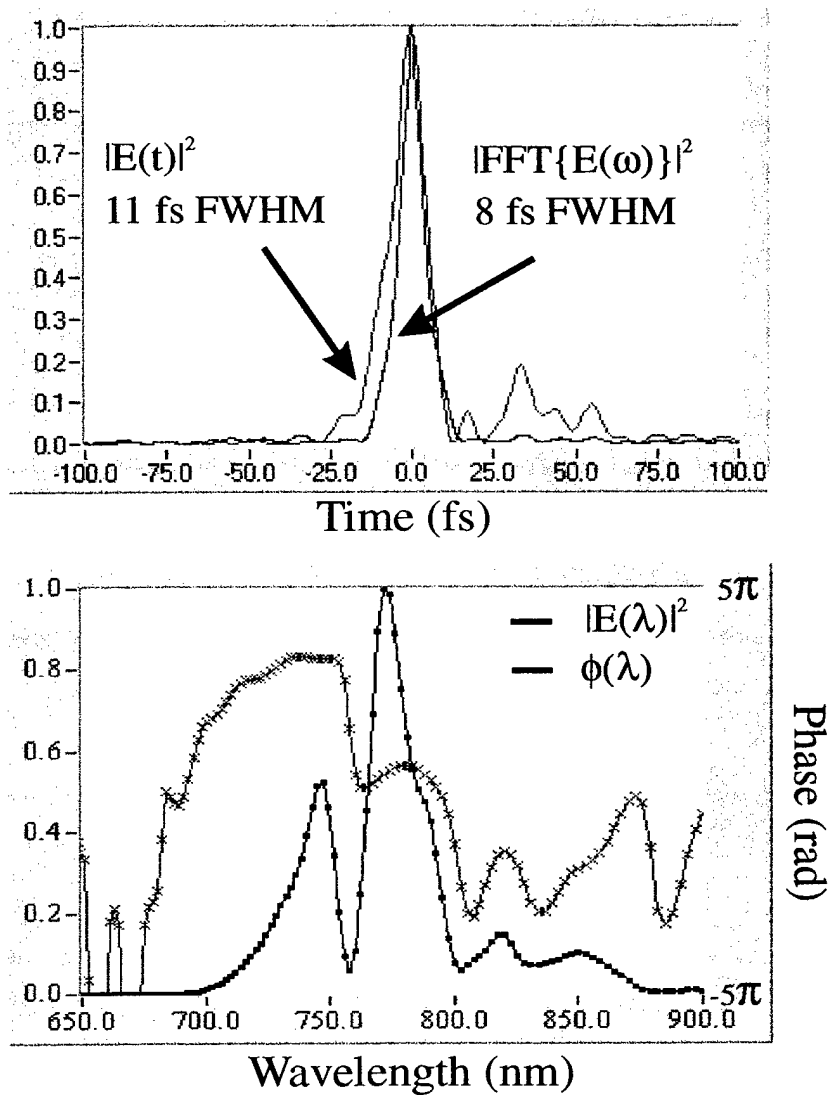 1.0
0.9
0.8
0.7
0.6
0.5
0.4
0.3
0.2
0.1
0.0
|E(t)|²
11 fs FWHM
|FFT{E(ω)}|²
8 fs FWHM
-100.0 -75.0 -50.0 -25.0 0.0 25.0 50.0 75.0 100.0
Time (fs)
1.0
0.8
0.6
0.4
0.2
0.0
5π
-5π
|E(λ)|²
ϕ(λ)
Phase (rad)
650.0 700.0 750.0 800.0 850.0 900.0
Wavelength (nm)